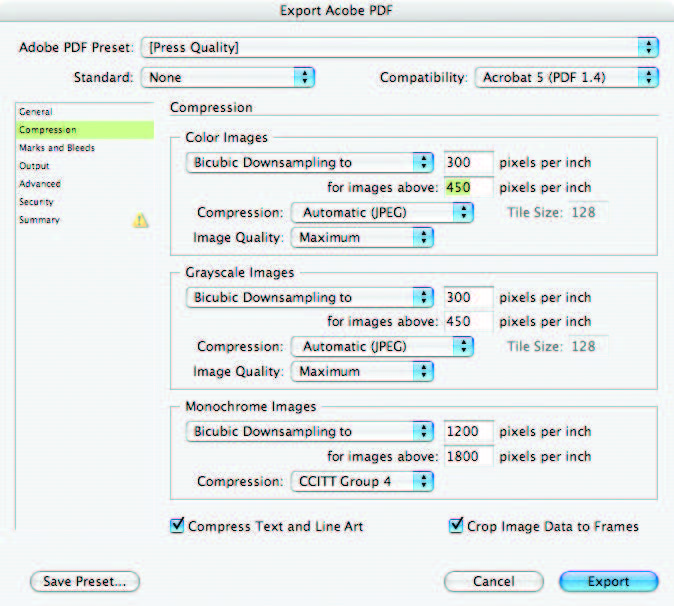 Export Acobe PDF
Adobe PDF Preset: [Press Quality]
Standard: None Compatibility: Acrobat 5 (PDF 1.4)
General
Compression
Marks and Bleeds
Output
Advanced
Security
Summary
Compression
Color Images
Bicubic Downsampling to 300 pixels per inch
for images above: 450 pixels per inch
Compression: Automatic (JPEG) Tile Size: 128
Image Quality: Maximum
Grayscale Images
Bicubic Downsampling to 300 pixels per inch
for images above: 450 pixels per inch
Compression: Automatic (JPEG) Tile Size: 128
Image Quality: Maximum
Monochrome Images
Bicubic Downsampling to 1200 pixels per inch
for images above: 1800 pixels per inch
Compression: CCITT Group 4
Compress Text and Line Art Crop Image Data to Frames
Save Preset... Cancel Export